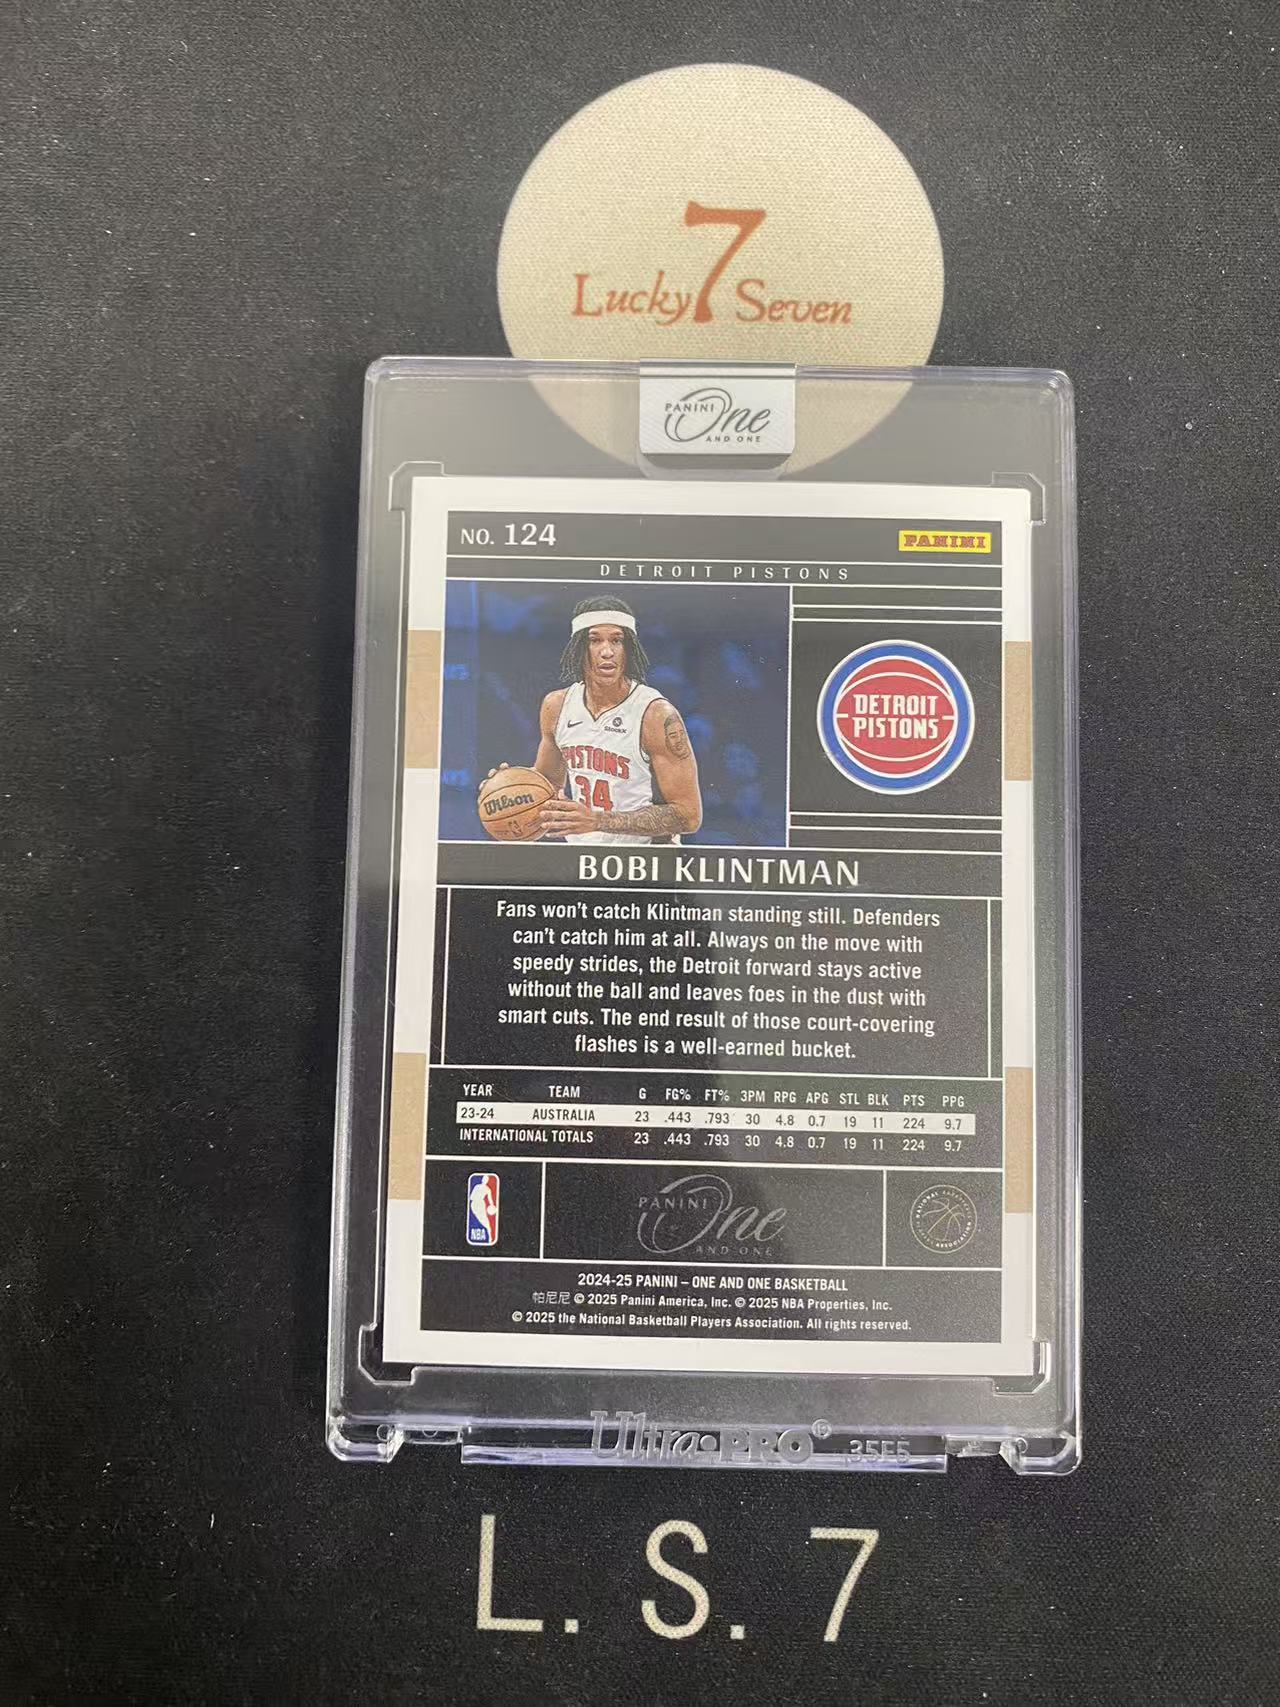 7
Lucky Seven
PANINI
One
AND ONE
NO. 124
PANINI
DETROIT PISTONS
DETROIT
PISTONS
StockX
PISTONS
34
Wilson
BOBI KLINTMAN
Fans won't catch Klintman standing still. Defenders
can't catch him at all. Always on the move with
speedy strides, the Detroit forward stays active
without the ball and leaves foes in the dust with
smart cuts. The end result of those court-covering
flashes is a well-earned bucket.
YEAR TEAM G FG% FT% 3PM RPG APG STL BLK PTS PPG
23-24 AUSTRALIA 23 .443 .793 30 4.8 0.7 19 11 224 9.7
INTERNATIONAL TOTALS 23 .443 .793 30 4.8 0.7 19 11 224 9.7
NBA
PANINI
One
AND ONE
NATIONAL BASKETBALL
ASSOCIATION
2024-25 PANINI – ONE AND ONE BASKETBALL
帕尼尼 © 2025 Panini America, Inc. © 2025 NBA Properties, Inc.
© 2025 the National Basketball Players Association. All rights reserved.
Ultra•PRO®
L.S.7